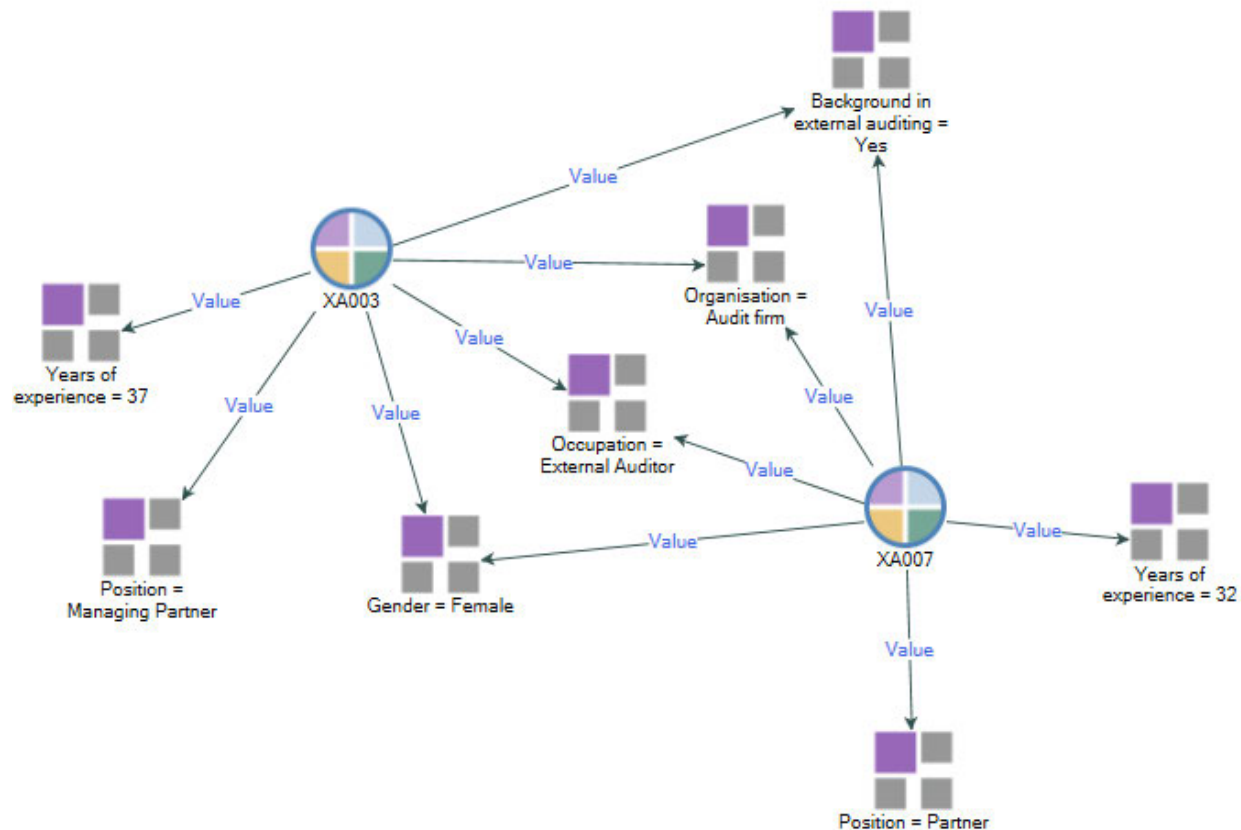 Background in
external auditing =
Yes
Value
Value
XA003
Organisation =
Audit firm
Value
Value
Value
Years of
experience = 37
Value
Value
Value
Value
Occupation =
External Auditor
Value
Value
XA007
Value
Years of
experience = 32
Position =
Managing Partner
Gender = Female
Value
Position = Partner